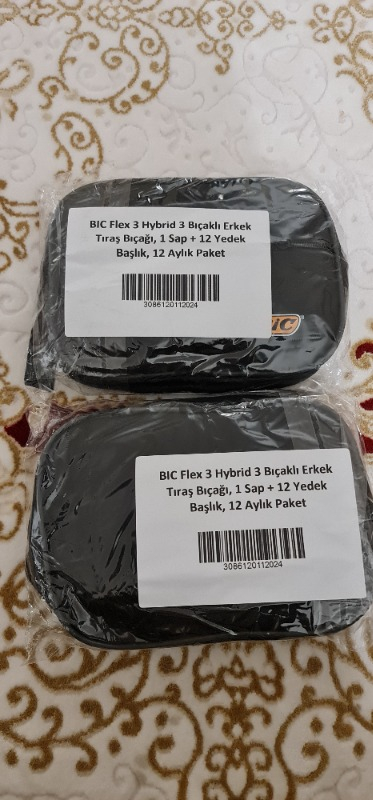 BIC Flex 3 Hybrid 3 Bıçaklı Erkek
Tıraş Bıçağı, 1 Sap + 12 Yedek
Başlık, 12 Aylık Paket
3086120112024
BIC
BIC Flex 3 Hybrid 3 Bıçaklı Erkek
Tıraş Bıçağı, 1 Sap + 12 Yedek
Başlık, 12 Aylık Paket
3086120112024